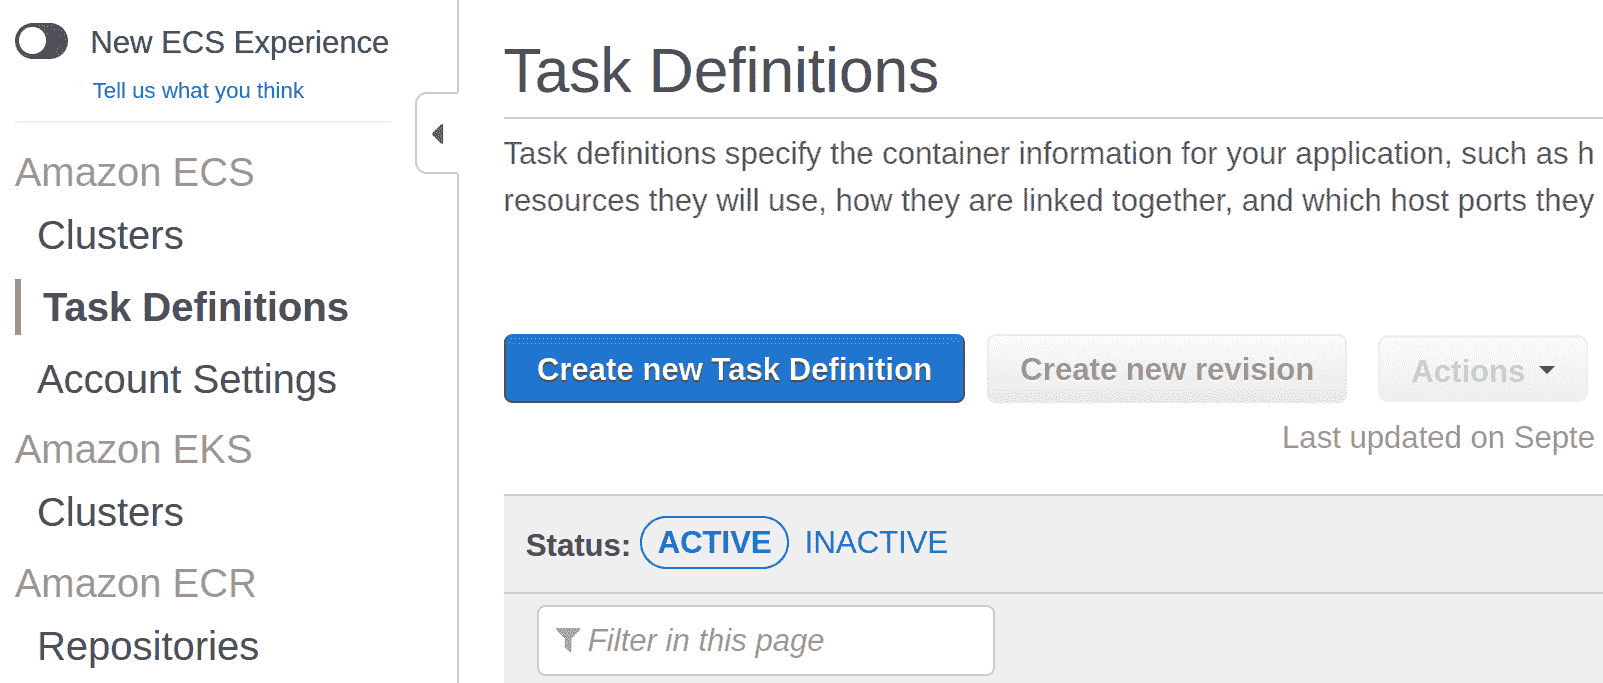 New ECS Experience
Tell us what you think
Amazon ECS
Clusters
Task Definitions
Account Settings
Amazon EKS
Clusters
Amazon ECR
Repositories
Task Definitions
Task definitions specify the container information for your application, such as h
resources they will use, how they are linked together, and which host ports they
Create new Task Definition
Create new revision
Actions
Last updated on Septe
Status: ACTIVE INACTIVE
Filter in this page